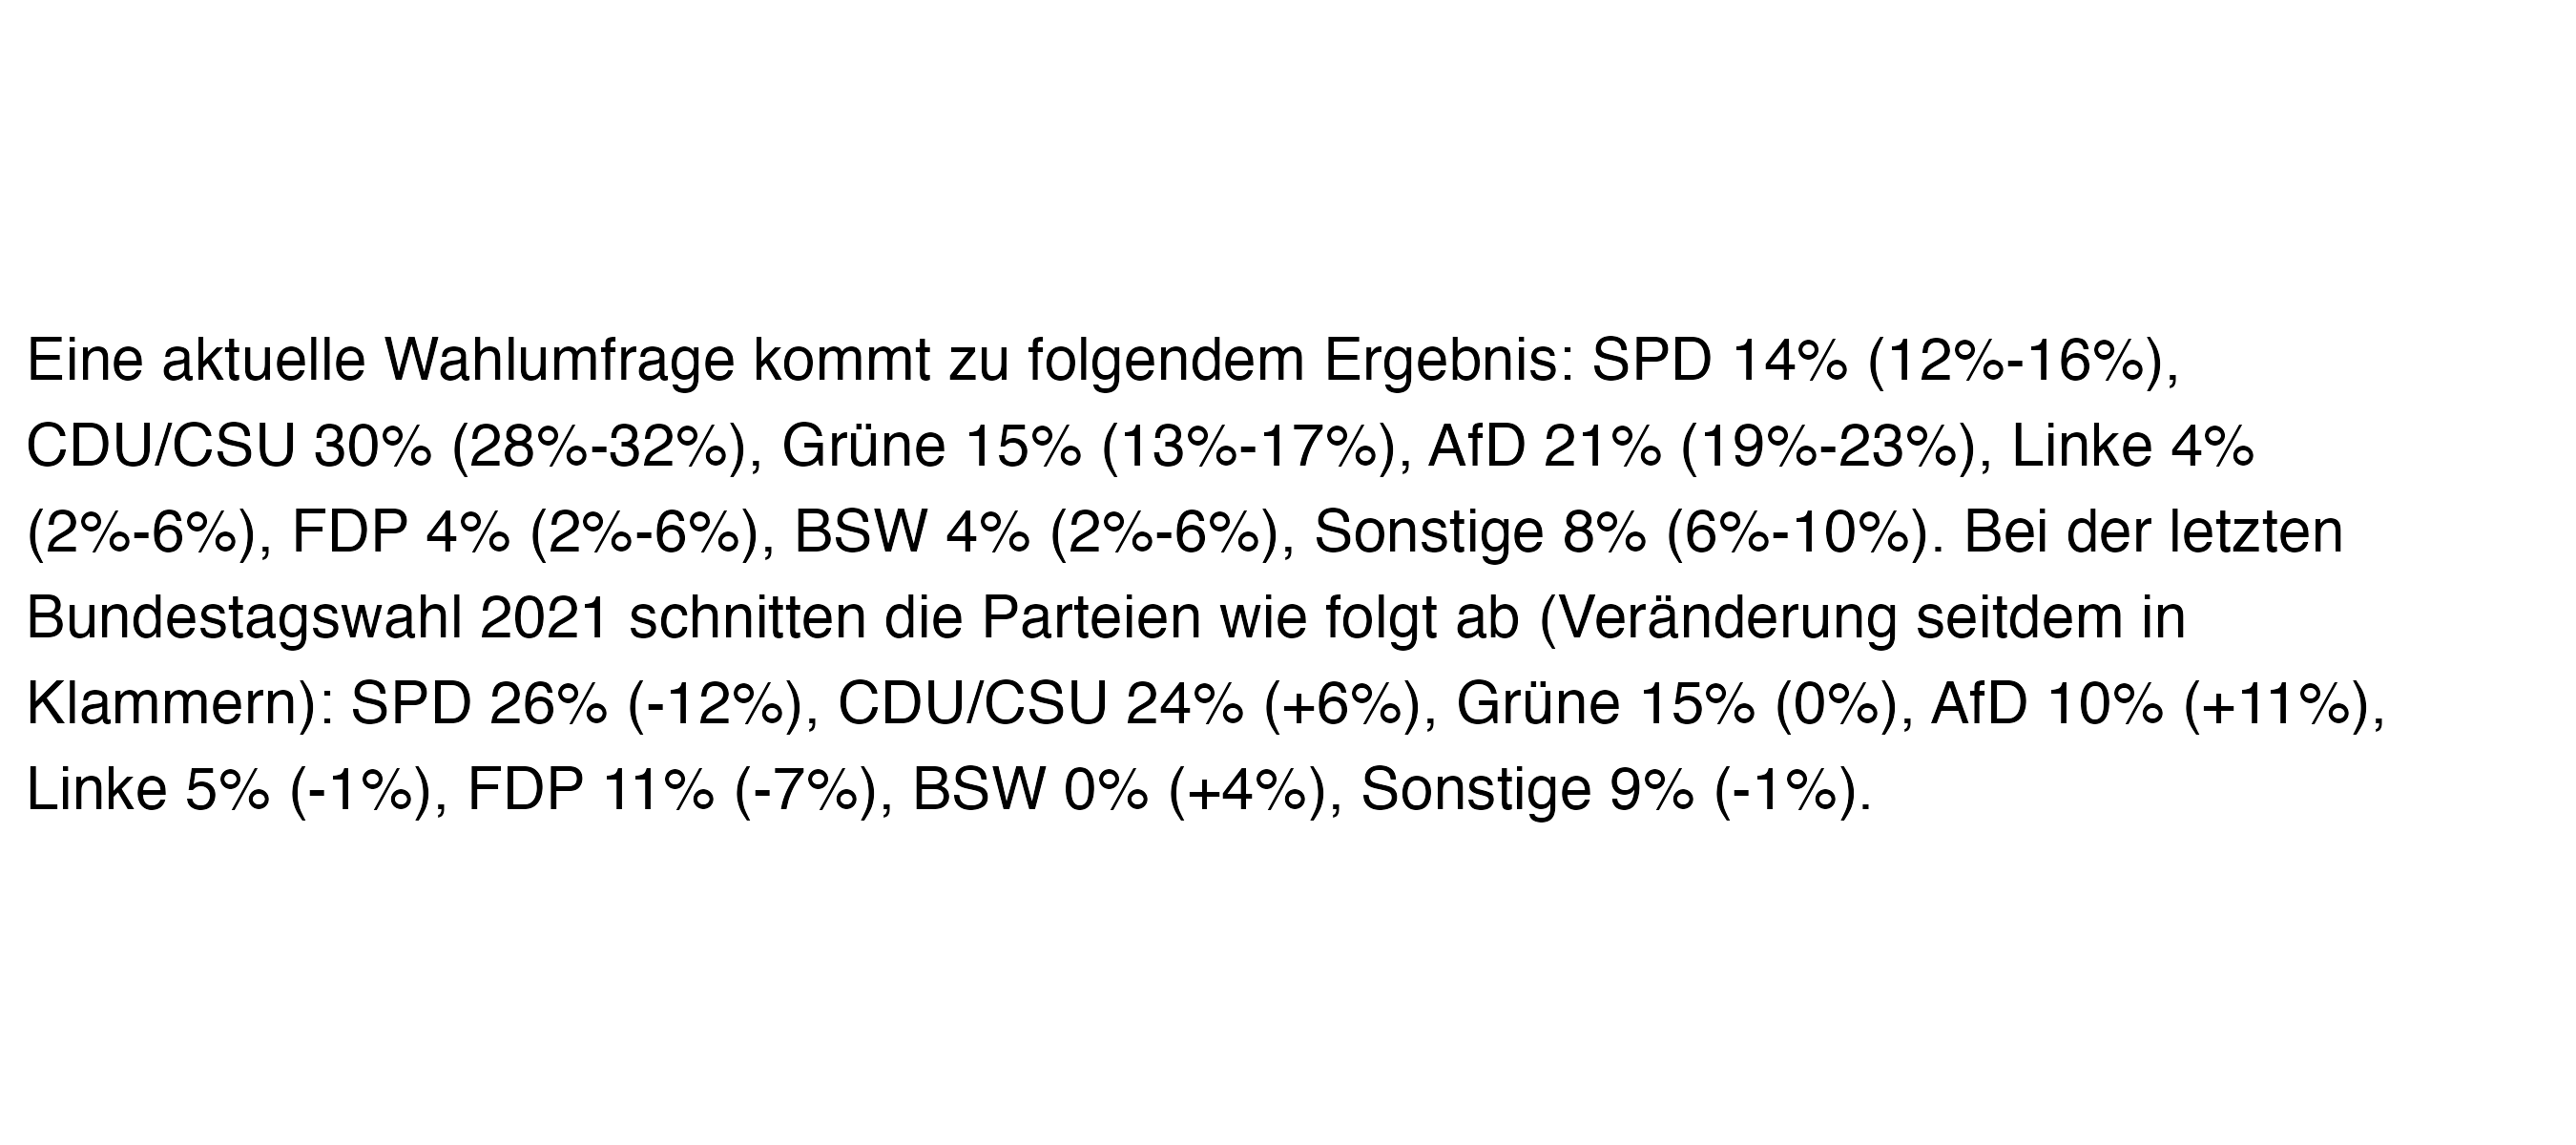 Eine aktuelle Wahlumfrage kommt zu folgendem Ergebnis: SPD 14% (12%-16%),
CDU/CSU 30% (28%-32%), Grüne 15% (13%-17%), AfD 21% (19%-23%), Linke 4%
(2%-6%), FDP 4% (2%-6%), BSW 4% (2%-6%), Sonstige 8% (6%-10%). Bei der letzten
Bundestagswahl 2021 schnitten die Parteien wie folgt ab (Veränderung seitdem in
Klammern): SPD 26% (-12%), CDU/CSU 24% (+6%), Grüne 15% (0%), AfD 10% (+11%),
Linke 5% (-1%), FDP 11% (-7%), BSW 0% (+4%), Sonstige 9% (-1%).